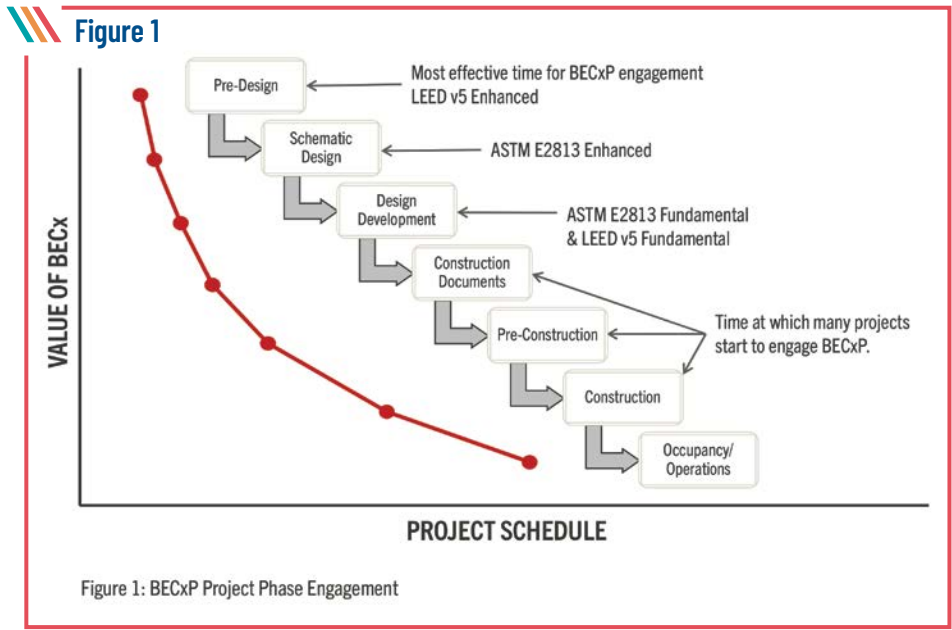 Figure 1
Pre-Design
Most effective time for BECxP engagement
LEED v5 Enhanced
Schematic
Design
ASTM E2813 Enhanced
Design
Development
ASTM E2813 Fundamental
& LEED v5 Fundamental
Construction
Documents
Pre-Construction
Time at which many projects
start to engage BECxP.
Construction
Occupancy/
Operations
VALUE OF BECx
PROJECT SCHEDULE
Figure 1: BECxP Project Phase Engagement